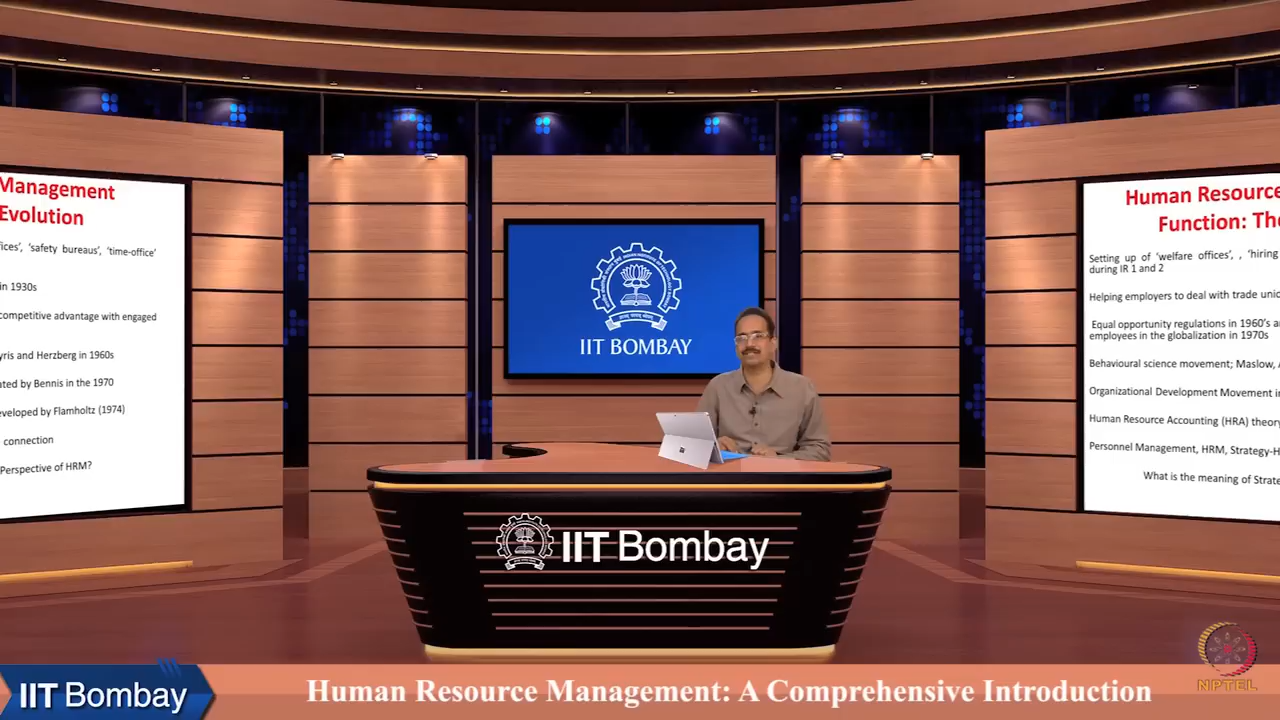 Management
Evolution
fices', 'safety bureaus', 'time-office'
in 1930s
competitive advantage with engaged
yris and Herzberg in 1960s
ated by Bennis in the 1970
eveloped by Flamholtz (1974)
connection
Perspective of HRM?
IIT BOMBAY
Human Resource
Function: The
Setting up of 'welfare offices', , 'hiring
during IR 1 and 2
Helping employers to deal with trade unio
Equal opportunity regulations in 1960's a
employees in the globalization in 1970s
Behavioural science movement; Maslow, A
Organizational Development Movement in
Human Resource Accounting (HRA) theory
Personnel Management, HRM, Strategy-H
What is the meaning of Strate
IIT Bombay
NPTEL
IIT Bombay
Human Resource Management: A Comprehensive Introduction